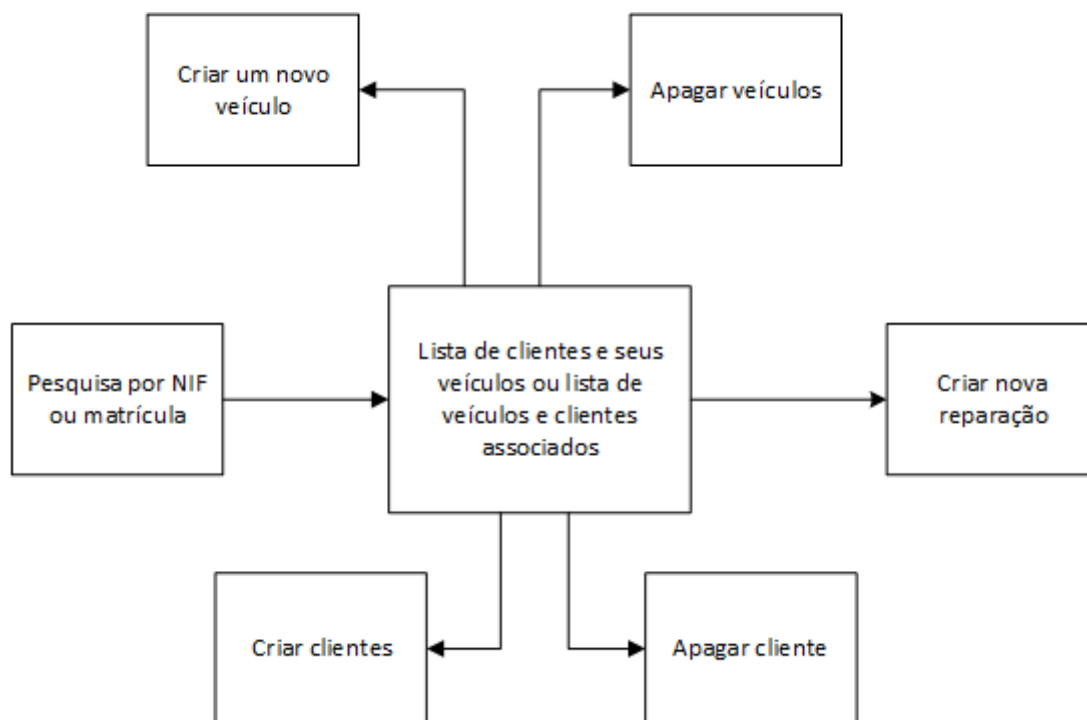 Criar um novo
veículo
Apagar veículos
Pesquisa por NIF
ou matrícula
Lista de clientes e seus
veículos ou lista de
veículos e clientes
associados
Criar nova
reparação
Criar clientes
Apagar cliente